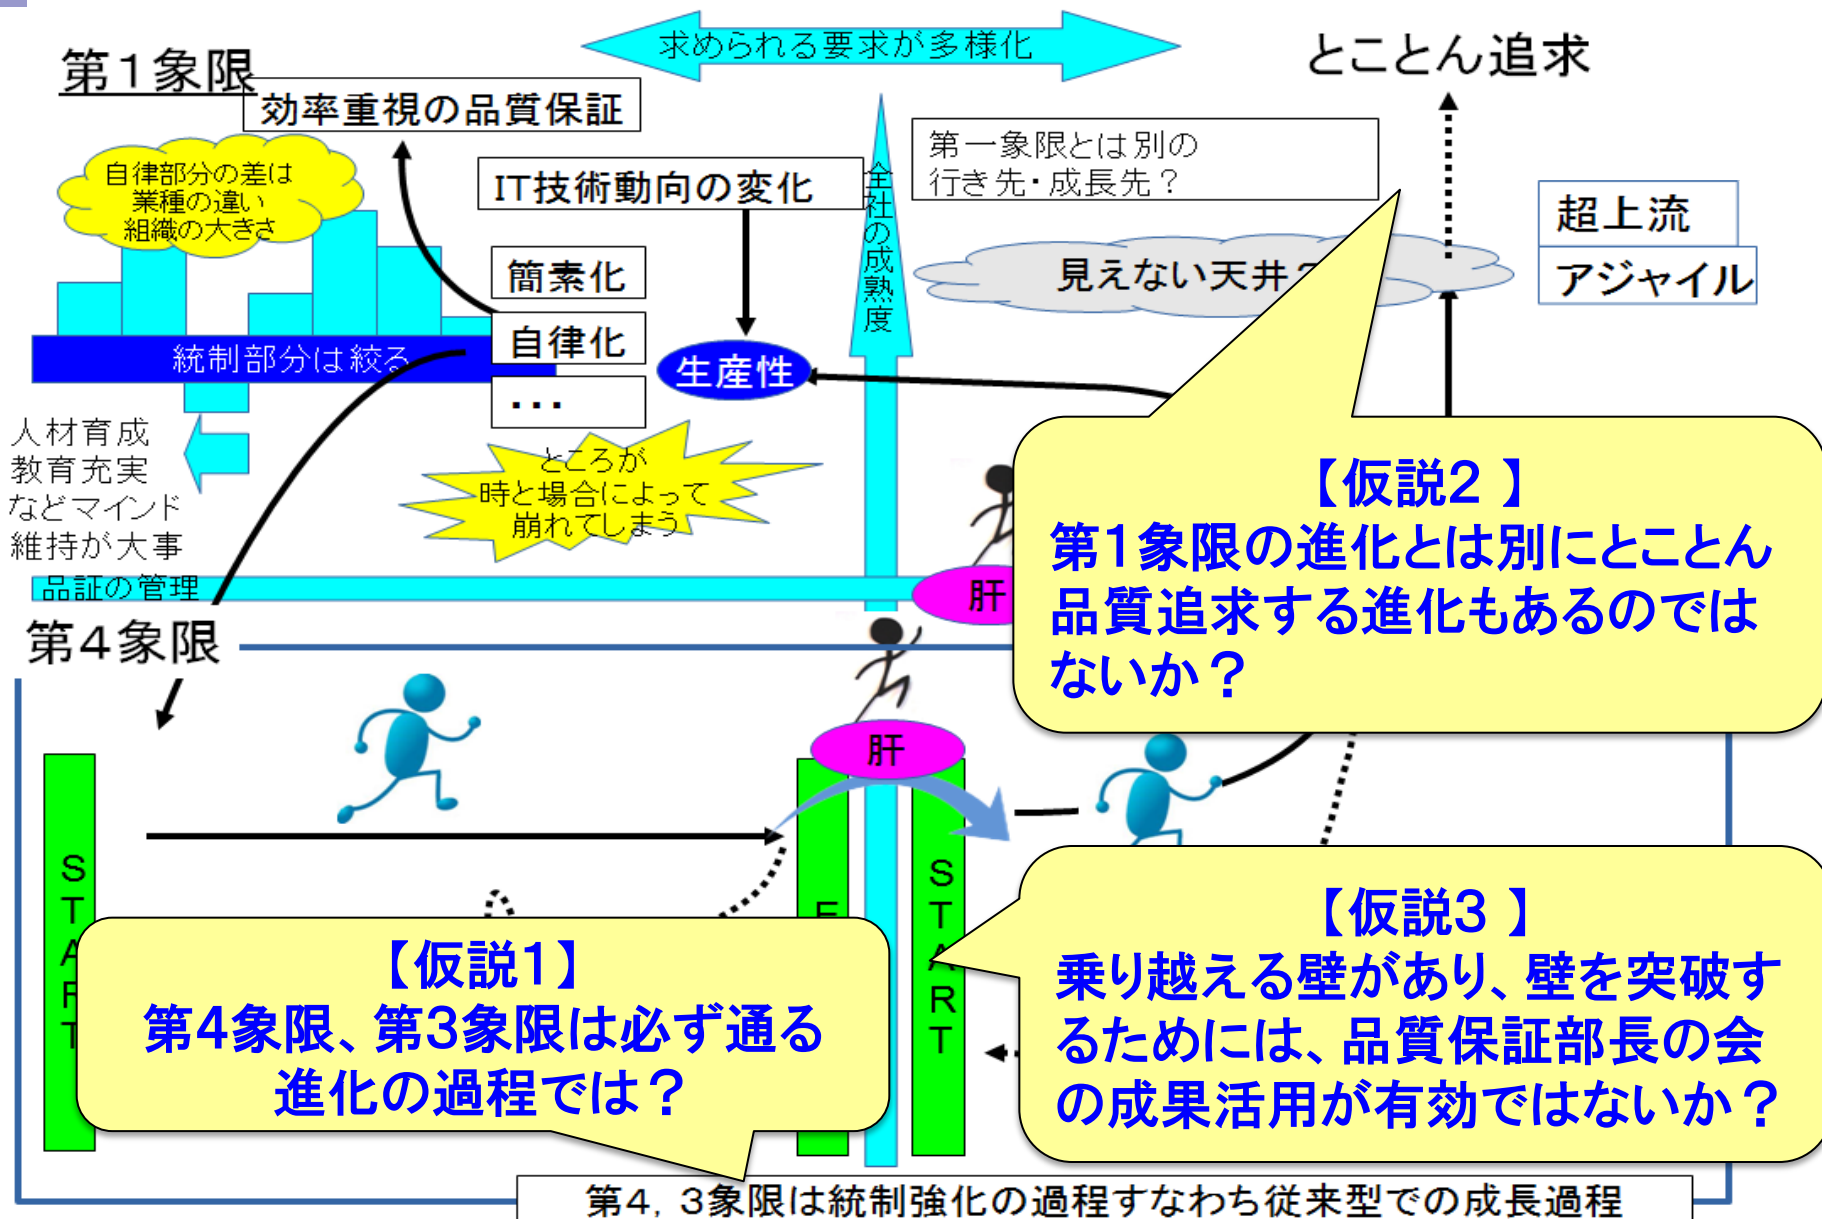 求められる要求が多様化
第1象限
とことん追求
効率重視の品質保証
自律部分の差は
業種の違い
組織の大きさ
IT技術動向の変化
全社の成熟度
第一象限とは別の
行き先・成長先？
超上流
アジャイル
見えない天井？
簡素化
自律化
・・・
統制部分は絞る
生産性
人材育成
教育充実
などマインド
維持が大事
ところが
時と場合によって
崩れてしまう
品証の管理
肝
【仮説2 】
第1象限の進化とは別にとことん
品質追求する進化もあるのでは
ないか？
第4象限
肝
START
START
【仮説1】
第4象限、第3象限は必ず通る
進化の過程では？
【仮説3 】
乗り越える壁があり、壁を突破す
るためには、品質保証部長の会
の成果活用が有効ではないか？
第4，3象限は統制強化の過程すなわち従来型での成長過程